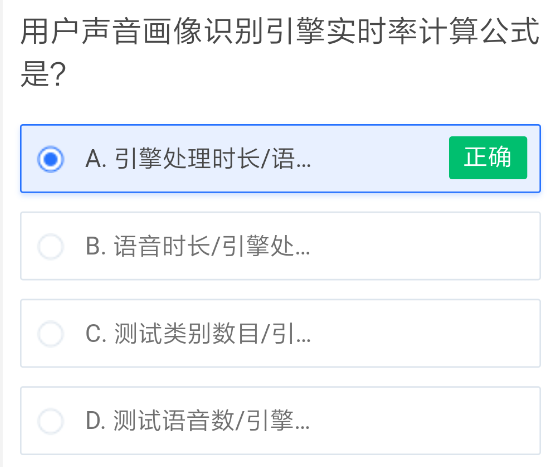 用户声音画像识别引擎实时率计算公式
是?
A. 引擎处理时长/语...
正确
B. 语音时长/引擎处...
C. 测试类别数目/引...
D. 测试语音数/引擎...